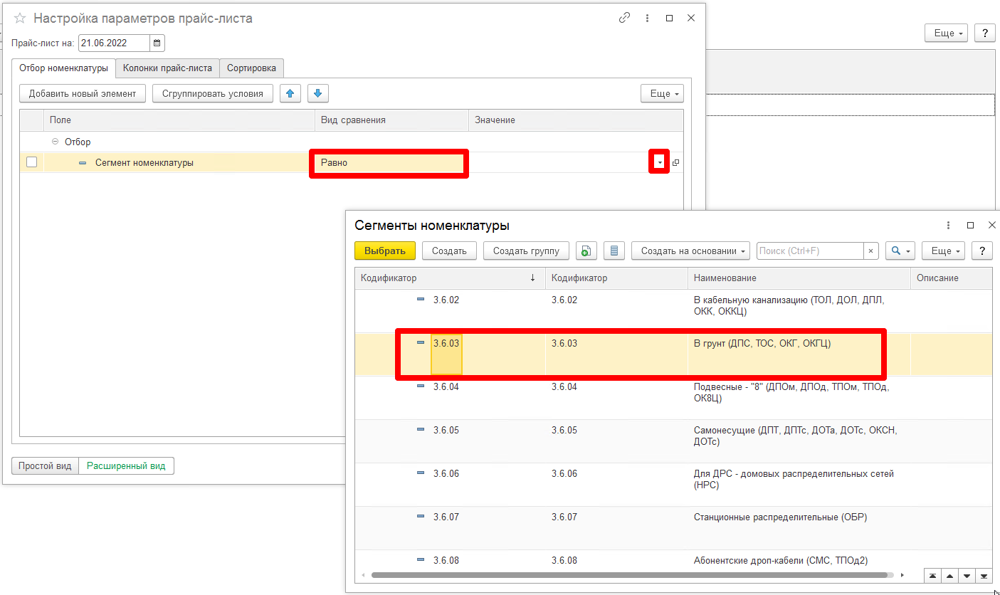 Настройка параметров прайс-листа
Прайс-лист на: 21.06.2022
Еще ?
Отбор номенклатуры Колонки прайс-листа Сортировка
Добавить новый элемент Сгруппировать условия Еще
Поле Вид сравнения Значение
Отбор
Сегмент номенклатуры Равно
Сегменты номенклатуры
Выбрать Создать Создать группу Создать на основании Поиск (Ctrl+F) × Еще ?
Кодификатор ↓ Кодификатор Наименование Описание
3.6.02 3.6.02 В кабельную канализацию (ТОЛ, ДОЛ, ДПЛ,
ОКК, ОККЦ)
3.6.03 3.6.03 В грунт (ДПС, ТОС, ОКГ, ОКГЦ)
3.6.04 3.6.04 Подвесные - "8" (ДПОм, ДПОд, ТПОм, ТПОд,
ОК8Ц)
3.6.05 3.6.05 Самонесущие (ДПТ, ДПТс, ДОТа, ДОТс, ОКСН,
ДОТс)
3.6.06 3.6.06 Для ДРС - домовых распределительных сетей
(НРС)
3.6.07 3.6.07 Станционные распределительные (ОБР)
3.6.08 3.6.08 Абонентские дроп-кабели (СМС, ТПОд2)
Простой вид Расширенный вид